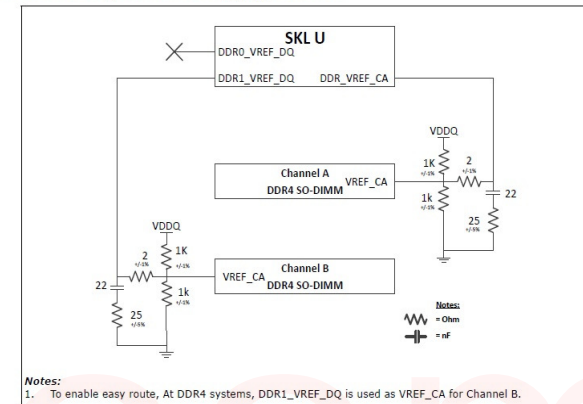 SKL U
DDR0_VREF_DQ
DDR1_VREF_DQ DDR_VREF_CA
VDDQ
1K
+/-1%
2
+/-1%
Channel A
DDR4 SO-DIMM
VREF_CA
1k
+/-1%
22
25
+/-5%
VDDQ
2
+/-1%
1K
+/-1%
VREF_CA
Channel B
DDR4 SO-DIMM
22
1k
+/-1%
25
+/-5%
Notes:
= Ohm
= nF
Notes:
1. To enable easy route, At DDR4 systems, DDR1_VREF_DQ is used as VREF_CA for Channel B.